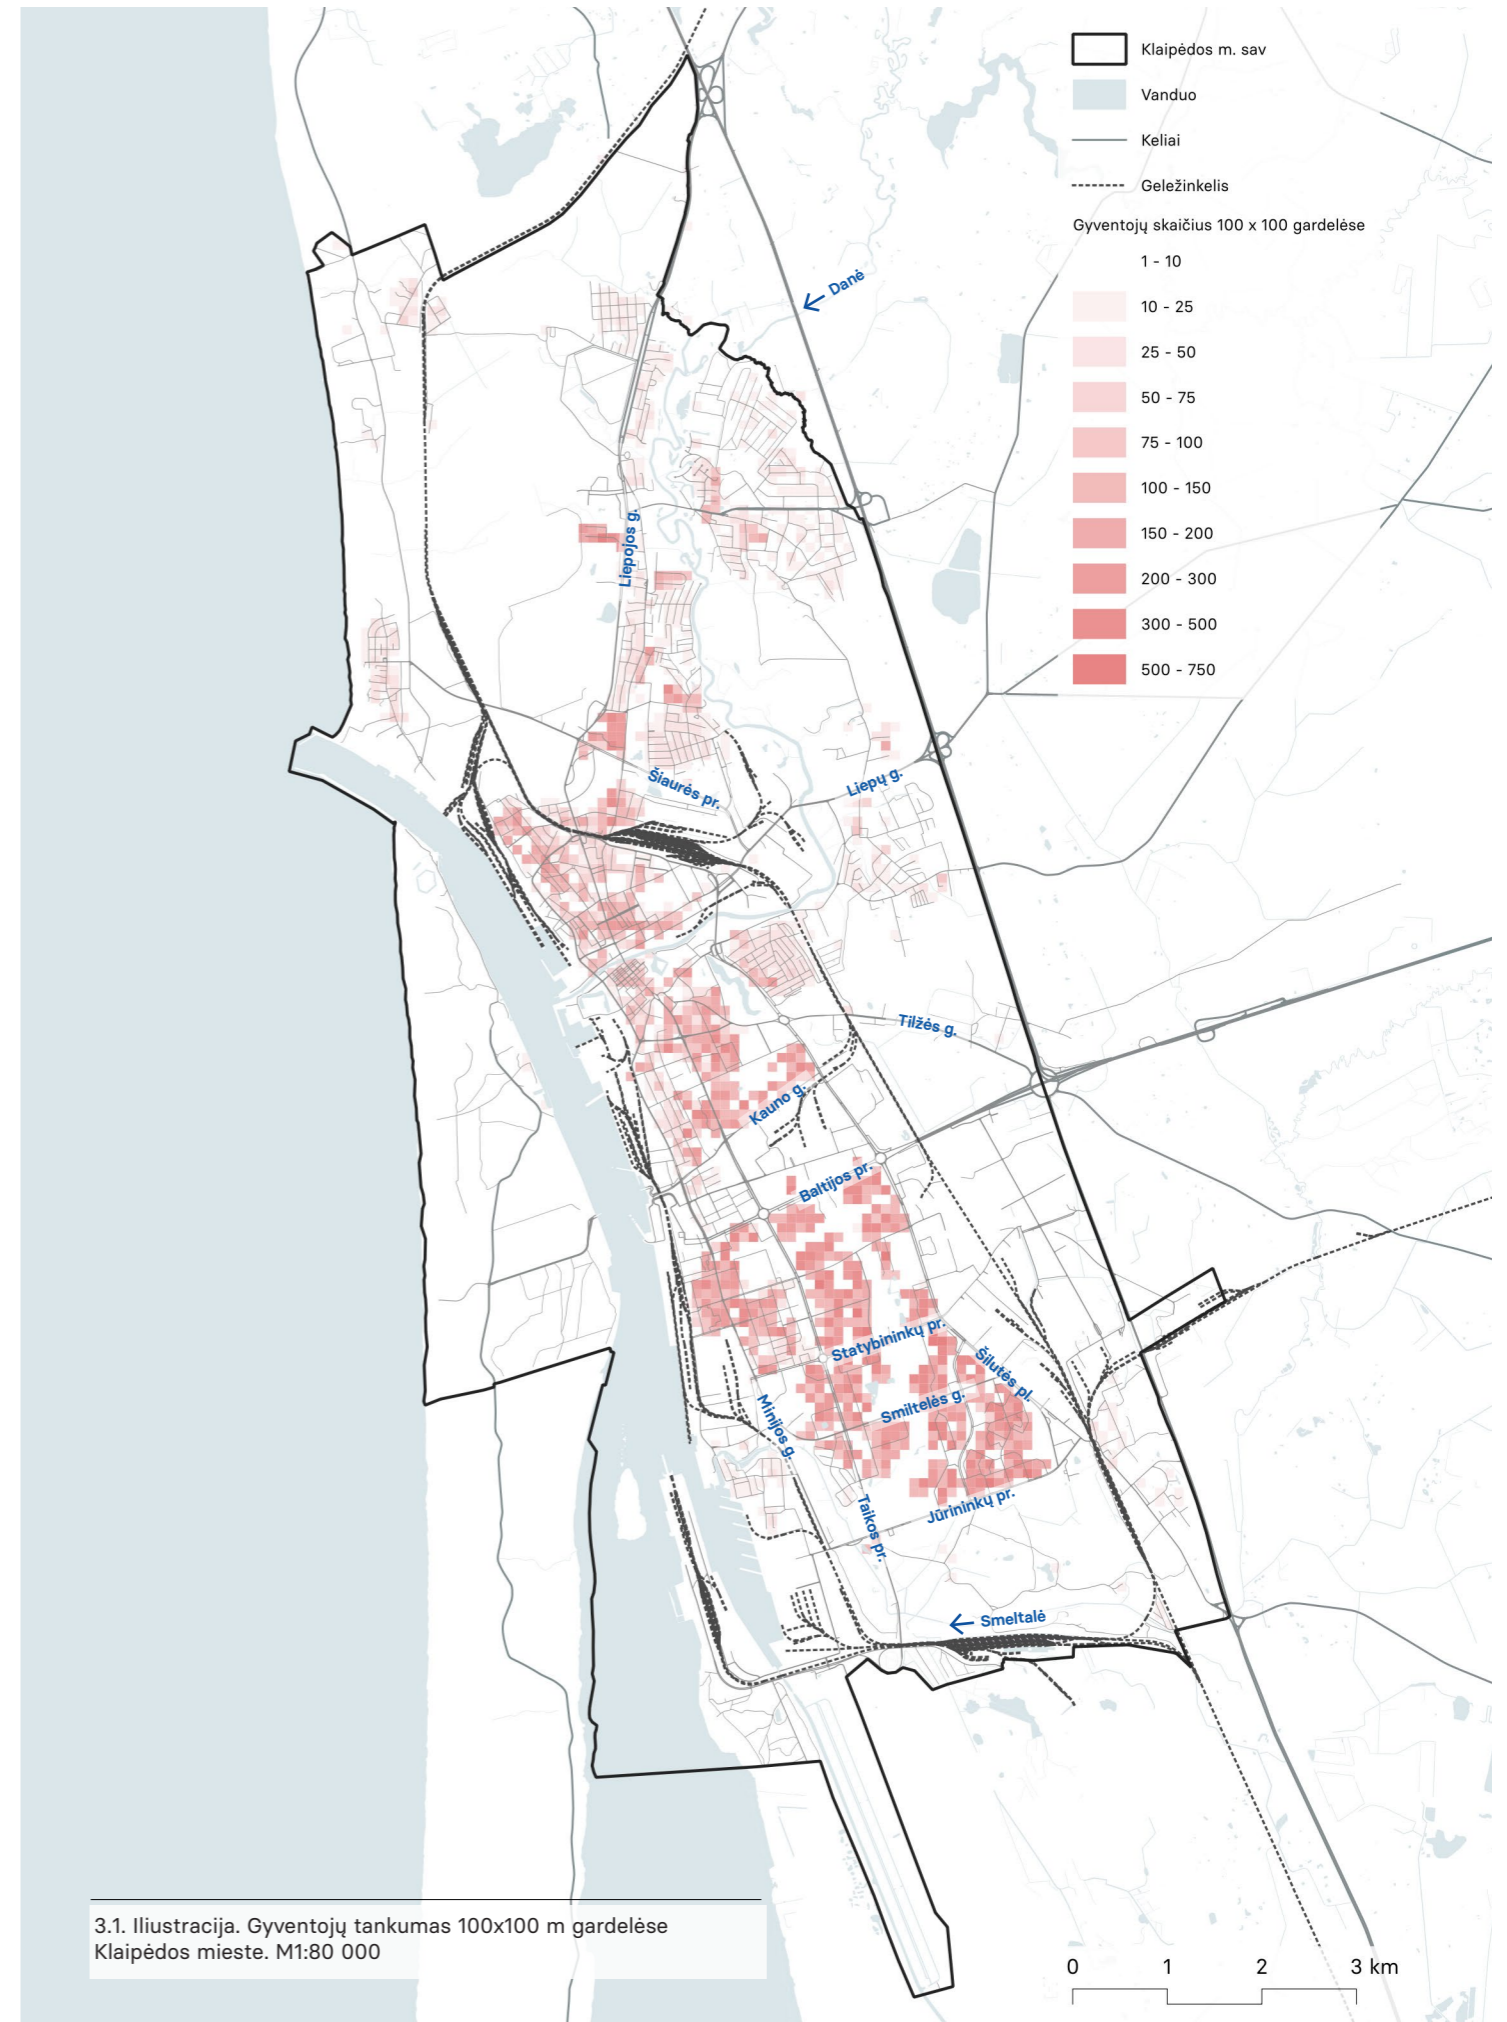 Klaipėdos m. sav
Vanduo
Keliai
Geležinkelis
Gyventojų skaičius 100 x 100 gardelėse
1 - 10
10 - 25
25 - 50
50 - 75
75 - 100
100 - 150
150 - 200
200 - 300
300 - 500
500 - 750
Danė
Liepojos g.
Šiaurės pr.
Liepų g.
Tilžės g.
Kauno g.
Baltijos pr.
Statybininkų pr.
Šilutės pl.
Smiltelės g.
Minijos g.
Jūrininkų pr.
Taikos pr.
Smeltalė
3.1. Iliustracija. Gyventojų tankumas 100x100 m gardelėse
Klaipėdos mieste. M1:80 000
0 1 2 3 km